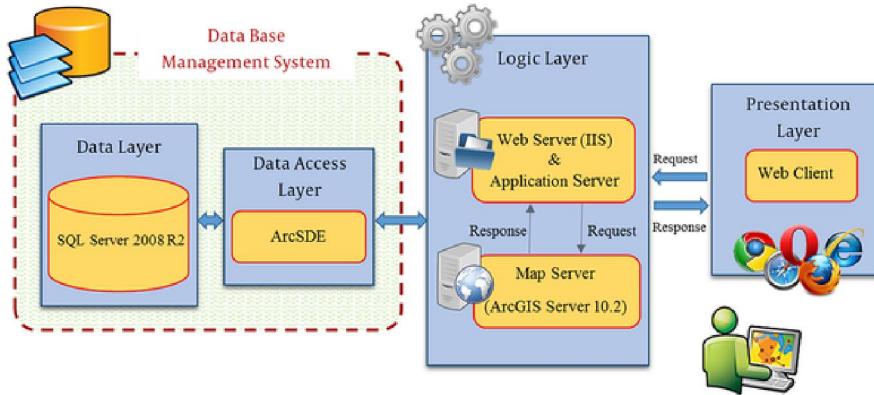 Data Base
Management System
Data Layer
SQL Server 2008 R2
Data Access
Layer
ArcSDE
Logic Layer
Web Server (IIS)
&
Application Server
Response
Request
Map Server
(ArcGIS Server 10.2)
Request
Response
Presentation
Layer
Web Client